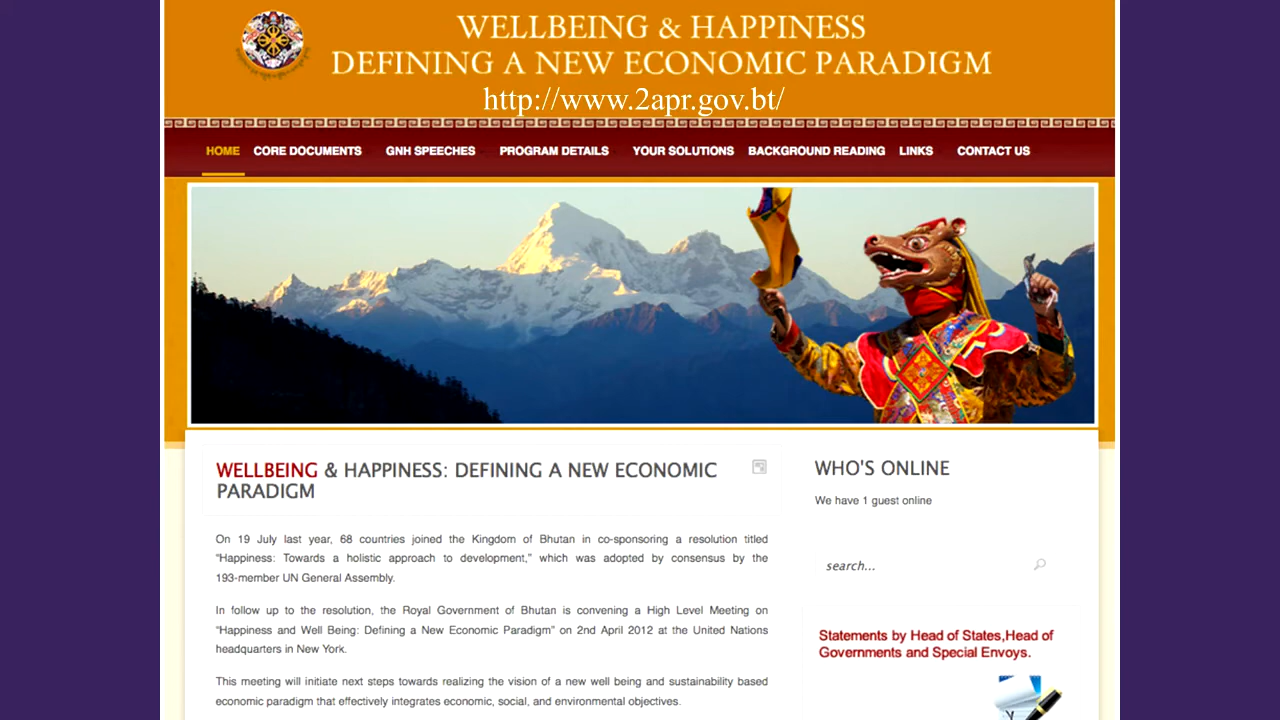 WELLBEING & HAPPINESS
DEFINING A NEW ECONOMIC PARADIGM
http://www.2apr.gov.bt/
HOME CORE DOCUMENTS GNH SPEECHES PROGRAM DETAILS YOUR SOLUTIONS BACKGROUND READING LINKS CONTACT US
WELLBEING & HAPPINESS: DEFINING A NEW ECONOMIC
PARADIGM
On 19 July last year, 68 countries joined the Kingdom of Bhutan in co-sponsoring a resolution titled
“Happiness: Towards a holistic approach to development,” which was adopted by consensus by the
193-member UN General Assembly.
In follow up to the resolution, the Royal Government of Bhutan is convening a High Level Meeting on
“Happiness and Well Being: Defining a New Economic Paradigm” on 2nd April 2012 at the United Nations
headquarters in New York.
This meeting will initiate next steps towards realizing the vision of a new well being and sustainability based
economic paradigm that effectively integrates economic, social, and environmental objectives.
WHO'S ONLINE
We have 1 guest online
search...
Statements by Head of States,Head of
Governments and Special Envoys.